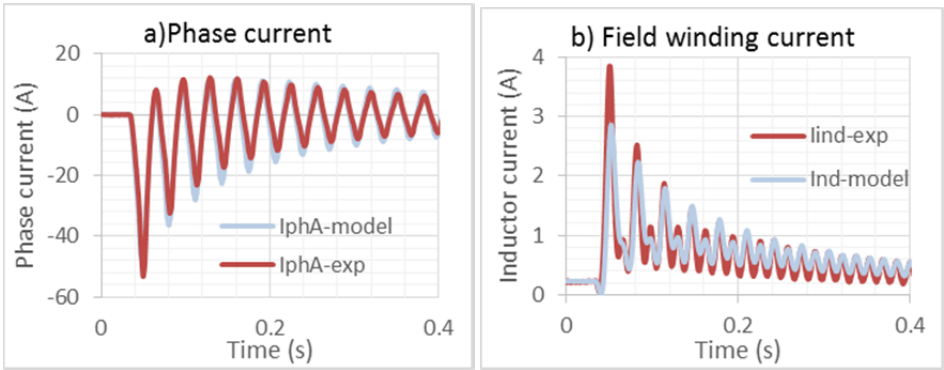 a)Phase current
Phase current (A)
20
0
-20
-40
-60
IphA-model
IphA-exp
0
0.2
0.4
Time (s)
b) Field winding current
Inductor current (A)
4
3
2
1
0
Iind-exp
Ind-model
0
0.2
0.4
Time (s)